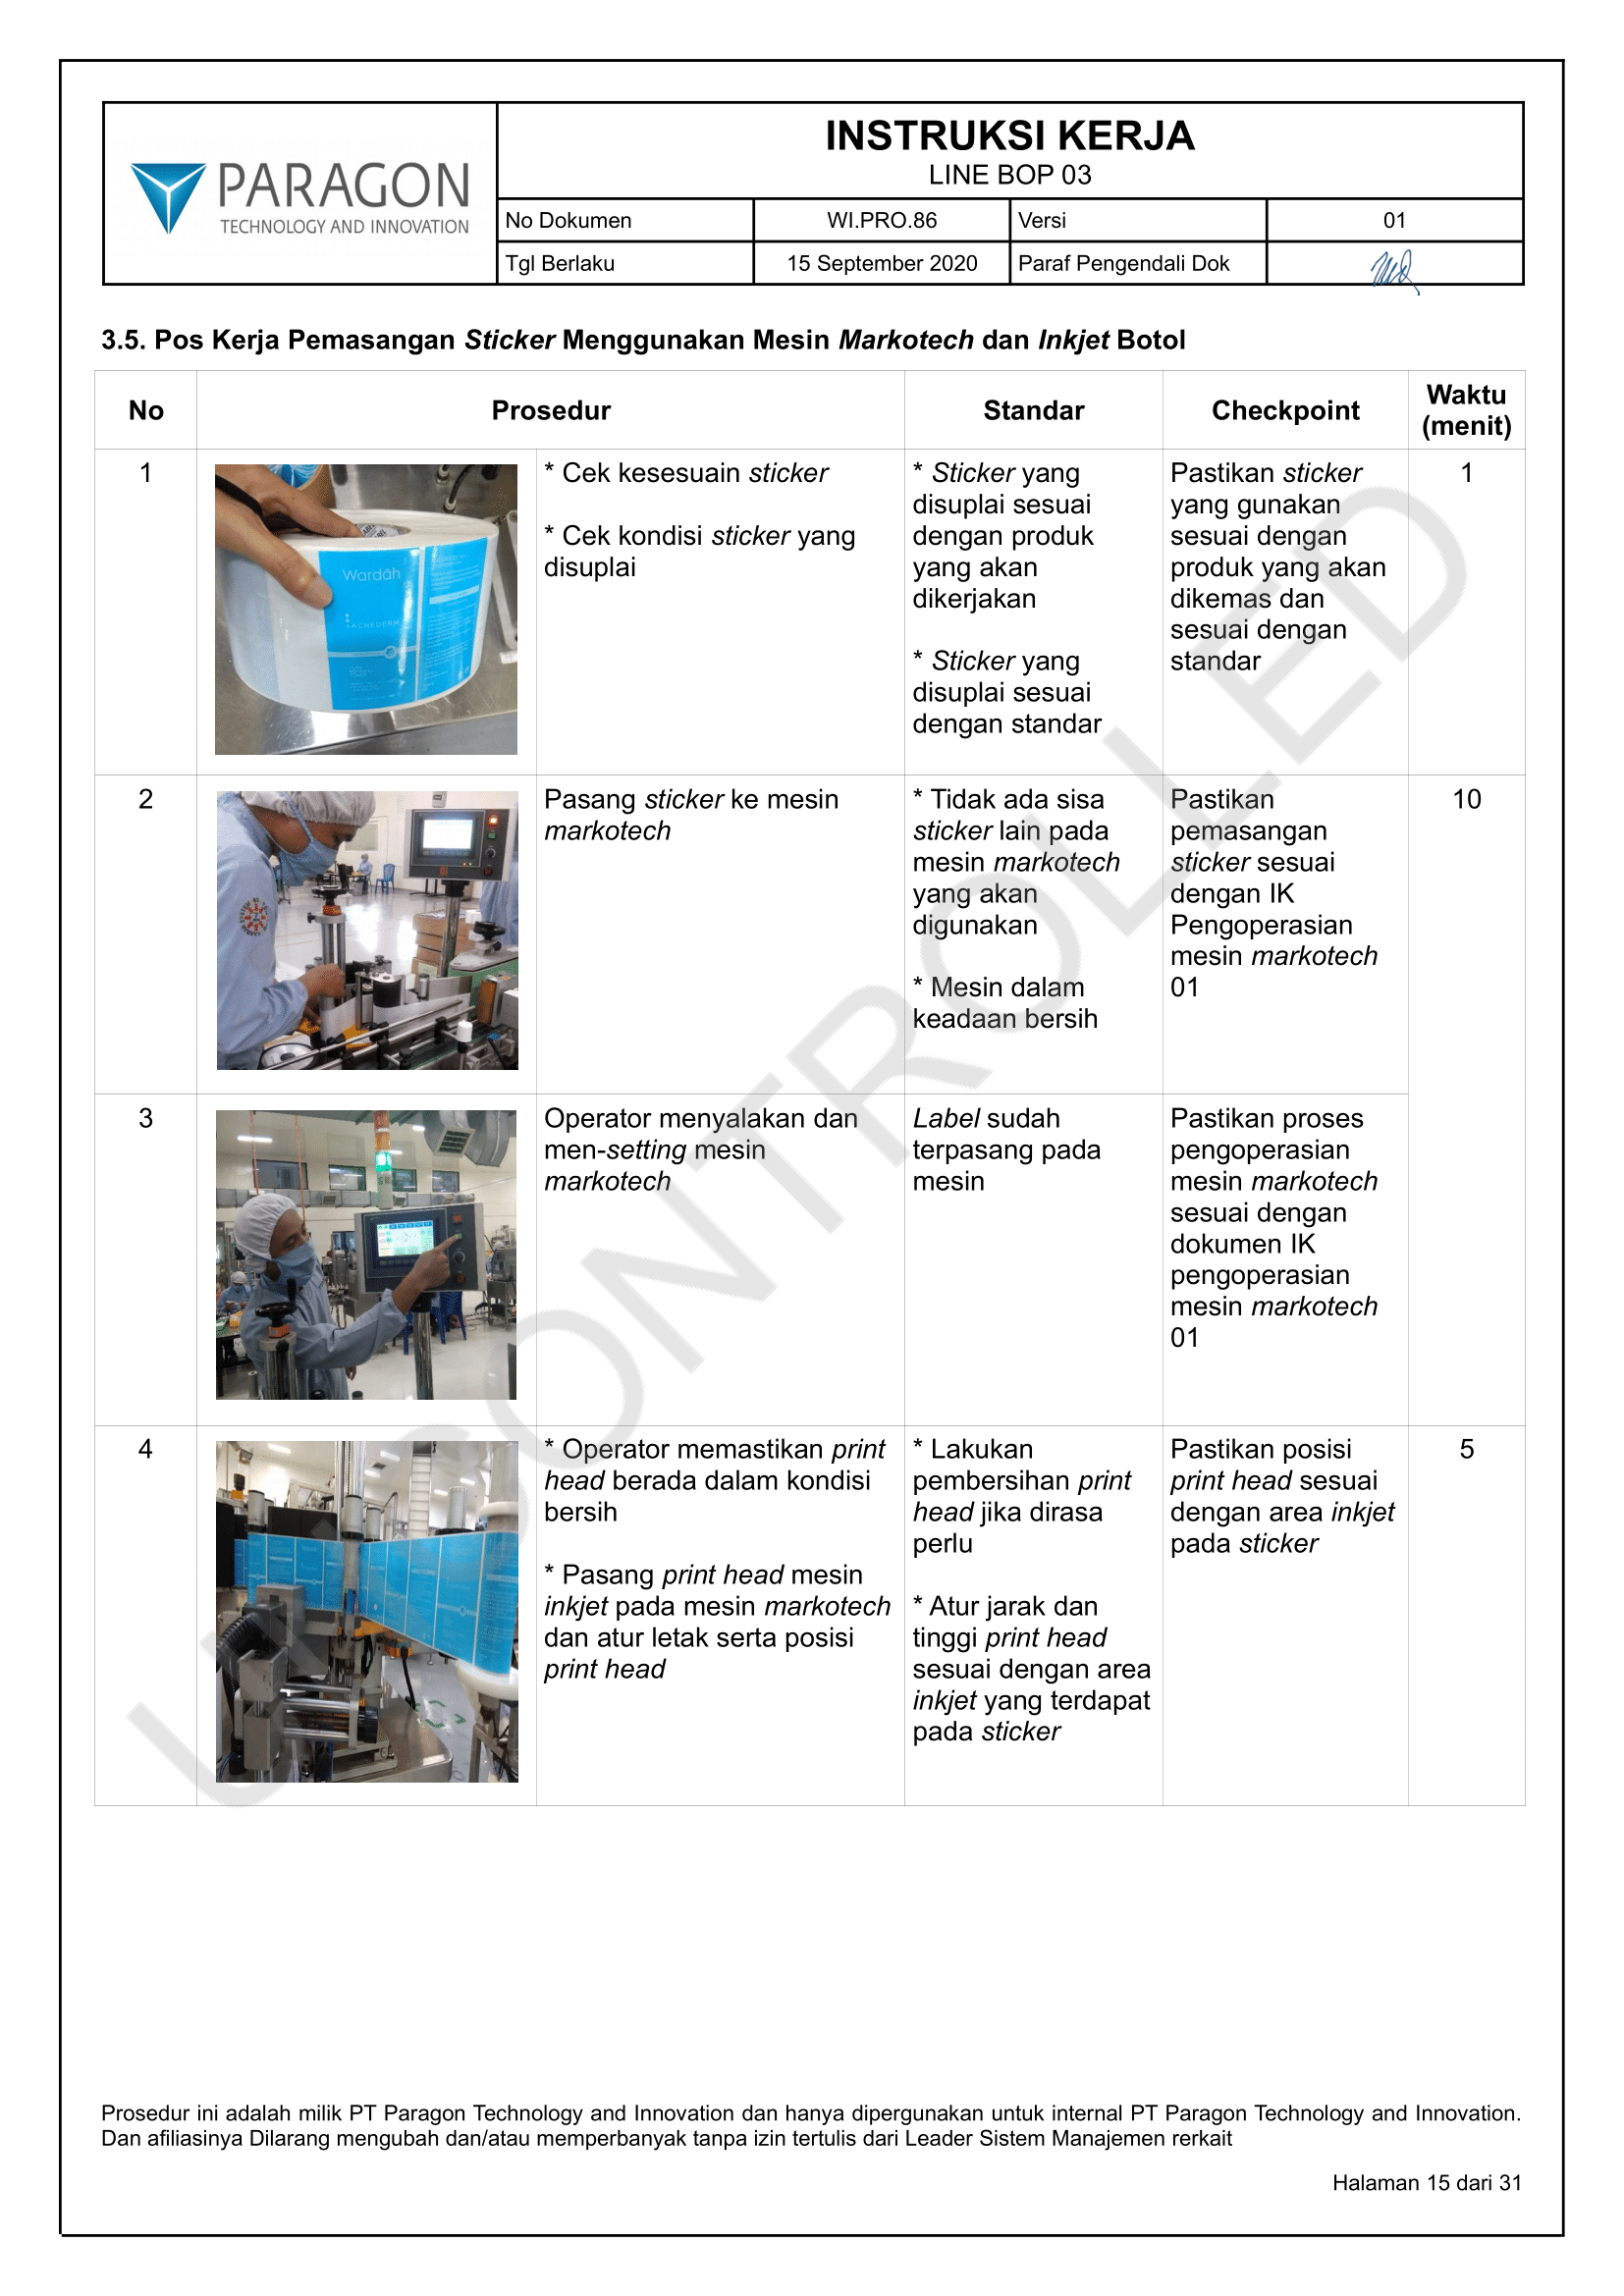 PARAGON
TECHNOLOGY AND INNOVATION
INSTRUKSI KERJA
LINE BOP 03
No Dokumen
WI.PRO.86
Versi
01
Tgl Berlaku
15 September 2020
Paraf Pengendali Dok
3.5. Pos Kerja Pemasangan Sticker Menggunakan Mesin Markotech dan Inkjet Botol
No
Prosedur
Standar
Checkpoint
Waktu
(menit)
1
Wardah
ACNEDERM
* Cek kesesuain sticker
* Cek kondisi sticker yang
disuplai
* Sticker yang
disuplai sesuai
dengan produk
yang akan
dikerjakan
* Sticker yang
disuplai sesuai
dengan standar
Pastikan sticker
yang gunakan
sesuai dengan
produk yang akan
dikemas dan
sesuai dengan
standar
1
2
Pasang sticker ke mesin
markotech
* Tidak ada sisa
sticker lain pada
mesin markotech
yang akan
digunakan
* Mesin dalam
keadaan bersih
Pastikan
pemasangan
sticker sesuai
dengan IK
Pengoperasian
mesin markotech
01
10
3
Operator menyalakan dan
men-setting mesin
markotech
Label sudah
terpasang pada
mesin
Pastikan proses
pengoperasian
mesin markotech
sesuai dengan
dokumen IK
pengoperasian
mesin markotech
01
4
* Operator memastikan print
head berada dalam kondisi
bersih
* Pasang print head mesin
inkjet pada mesin markotech
dan atur letak serta posisi
print head
* Lakukan
pembersihan print
head jika dirasa
perlu
* Atur jarak dan
tinggi print head
sesuai dengan area
inkjet yang terdapat
pada sticker
Pastikan posisi
print head sesuai
dengan area inkjet
pada sticker
5
UNCONTROLLED
Prosedur ini adalah milik PT Paragon Technology and Innovation dan hanya dipergunakan untuk internal PT Paragon Technology and Innovation.
Dan afiliasinya Dilarang mengubah dan/atau memperbanyak tanpa izin tertulis dari Leader Sistem Manajemen rerkait
Halaman 15 dari 31